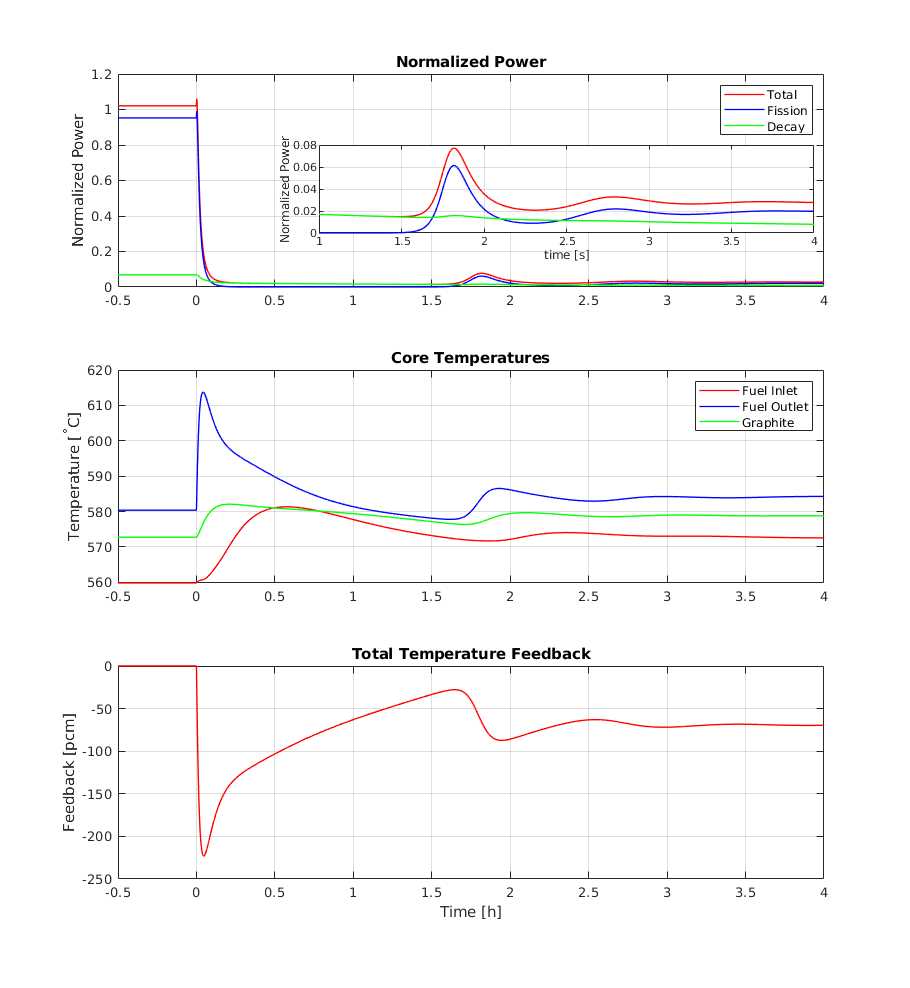 Normalized Power
1.2
1
0.8
0.6
0.4
0.2
0
Normalized Power
Total
Fission
Decay
0.08
0.06
0.04
0.02
0
Normalized Power
1 1.5 2 2.5 3 3.5 4
time [s]
-0.5 0 0.5 1 1.5 2 2.5 3 3.5 4
Core Temperatures
620
610
600
590
580
570
560
Temperature [°C]
Fuel Inlet
Fuel Outlet
Graphite
-0.5 0 0.5 1 1.5 2 2.5 3 3.5 4
Total Temperature Feedback
0
-50
-100
-150
-200
-250
Feedback [pcm]
-0.5 0 0.5 1 1.5 2 2.5 3 3.5 4
Time [h]